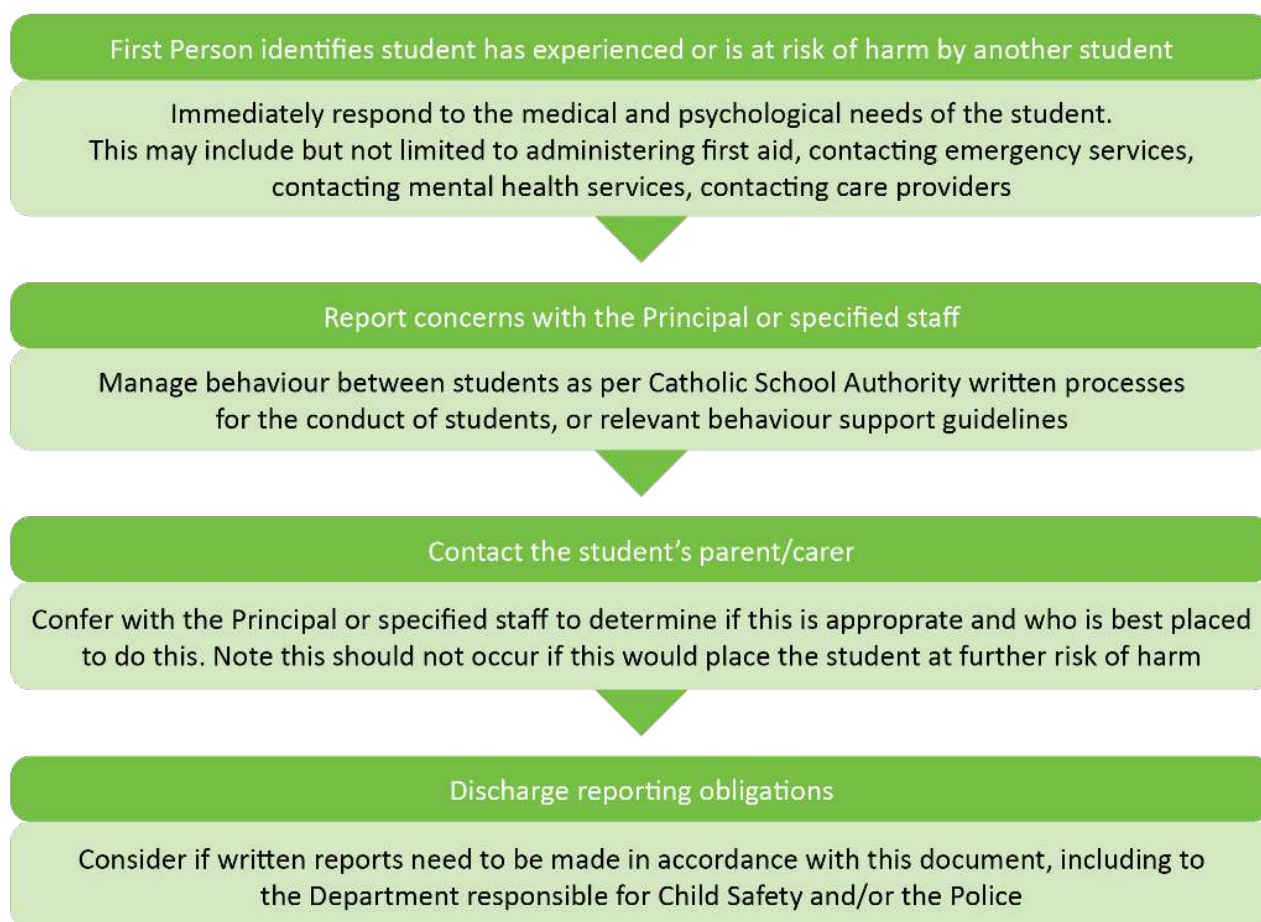 First Person identifies student has experienced or is at risk of harm by another student
Immediately respond to the medical and psychological needs of the student.
This may include but not limited to administering first aid, contacting emergency services,
contacting mental health services, contacting care providers
Report concerns with the Principal or specified staff
Manage behaviour between students as per Catholic School Authority written processes
for the conduct of students, or relevant behaviour support guidelines
Contact the student’s parent/carer
Confer with the Principal or specified staff to determine if this is approprate and who is best placed
to do this. Note this should not occur if this would place the student at further risk of harm
Discharge reporting obligations
Consider if written reports need to be made in accordance with this document, including to
the Department responsible for Child Safety and/or the Police